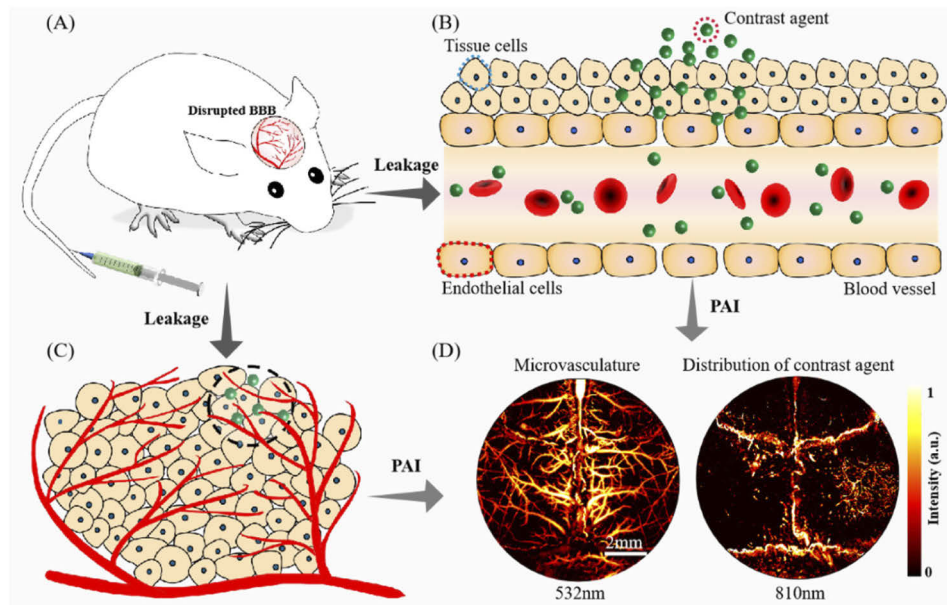 (A)
Disrupted BBB
Leakage
Leakage
(B)
Contrast agent
Tissue cells
Endothelial cells
Blood vessel
PAI
(C)
PAI
(D)
Microvasculature
Distribution of contrast agent
2mm
532nm
810nm
1
Intensity (a.u.)
0